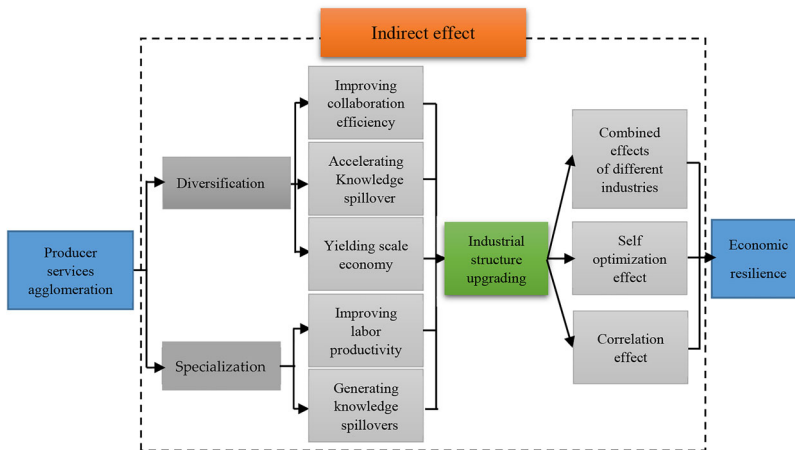 Indirect effect
Producer
services
agglomeration
Diversification
Specialization
Improving
collaboration
efficiency
Accelerating
Knowledge
spillover
Yielding scale
economy
Improving
labor
productivity
Generating
knowledge
spillovers
Industrial
structure
upgrading
Combined
effects
of different
industries
Self
optimization
effect
Correlation
effect
Economic
resilience